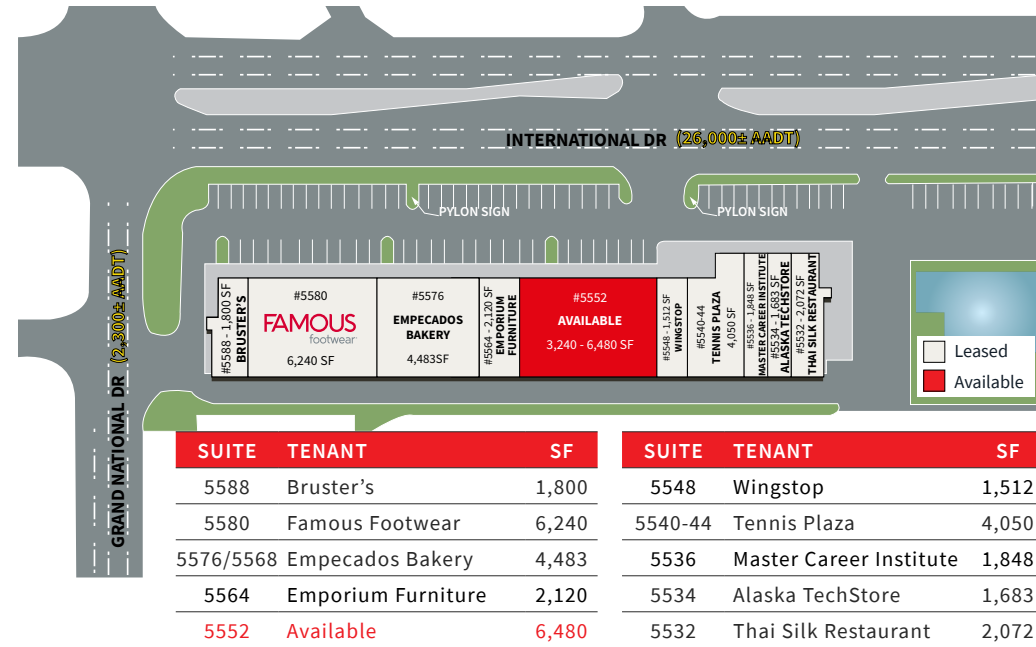 INTERNATIONAL DR (26,000± AADT)
PYLON SIGN
PYLON SIGN
GRAND NATIONAL DR (2,300± AADT)
#5588 - 1,800 SF
BRUSTER'S
#5580
FAMOUS
footwear
6,240 SF
#5576
EMPECADOS
BAKERY
4,483SF
#5564 - 2,120 SF
EMPORIUM
FURNITURE
#5552
AVAILABLE
3,240 - 6,480 SF
#5548 - 1,512 SF
WINGSTOP
#5540-44
TENNIS PLAZA
4,050 SF
#5536 - 1,848 SF
MASTER CAREER INSTITUTE
#5534 - 1,683 SF
ALASKA TECHSTORE
#5532 - 2,072 SF
THAI SILK RESTAURANT
Leased
Available
SUITE TENANT SF
5588 Bruster’s 1,800
5580 Famous Footwear 6,240
5576/5568 Empecados Bakery 4,483
5564 Emporium Furniture 2,120
5552 Available 6,480
SUITE TENANT SF
5548 Wingstop 1,512
5540-44 Tennis Plaza 4,050
5536 Master Career Institute 1,848
5534 Alaska TechStore 1,683
5532 Thai Silk Restaurant 2,072